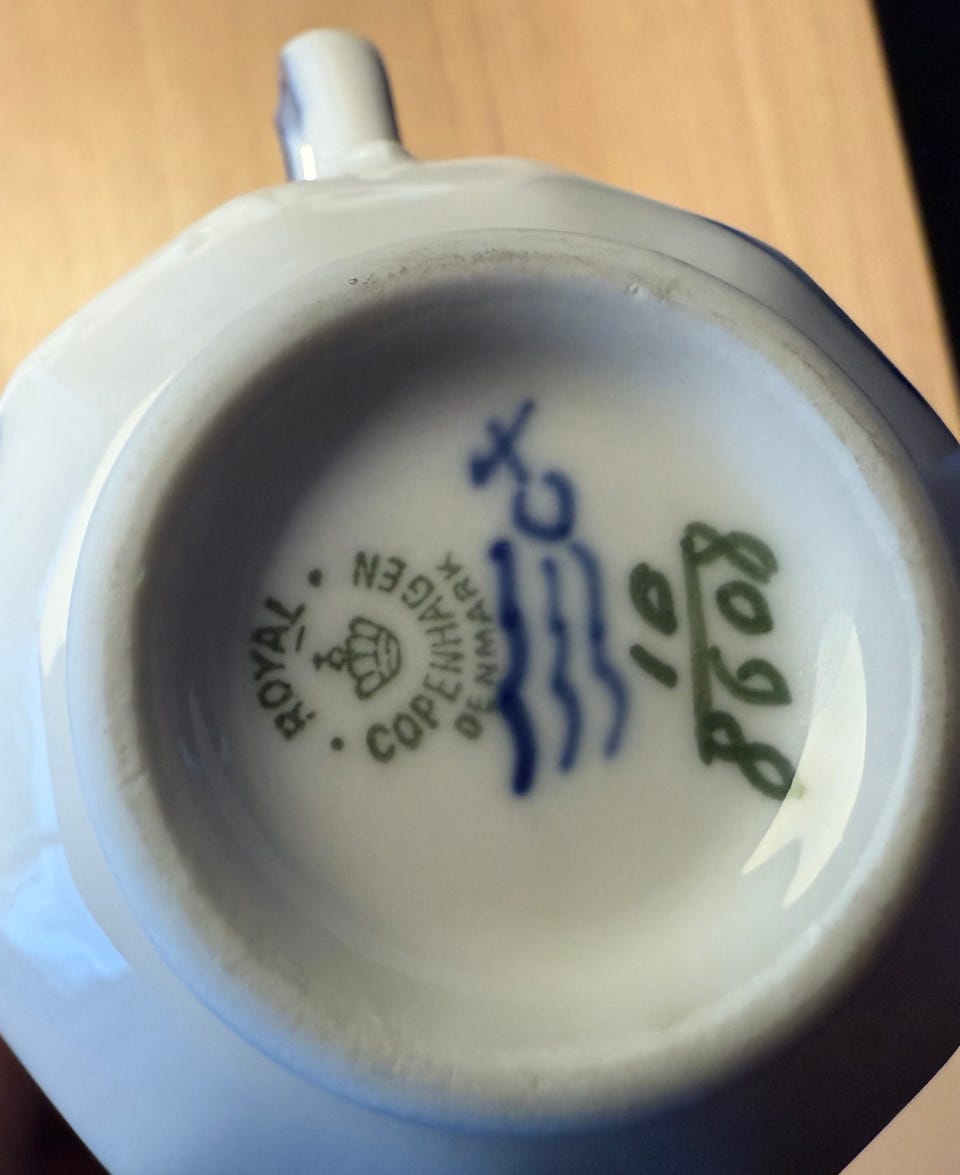 ROYAL
COPENHAGEN
DENMARK
10
8608